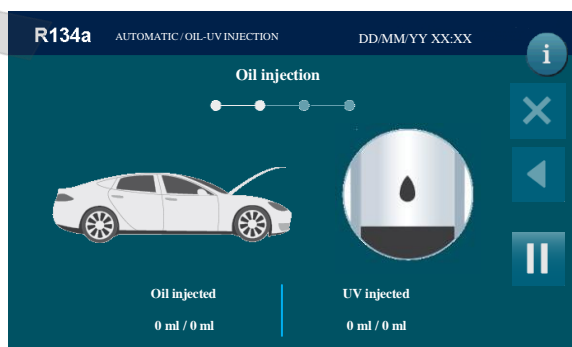 R134a AUTOMATIC / OIL-UV INJECTION DD/MM/YY XX:XX
i
Oil injection
Oil injected UV injected
0 ml / 0 ml 0 ml / 0 ml